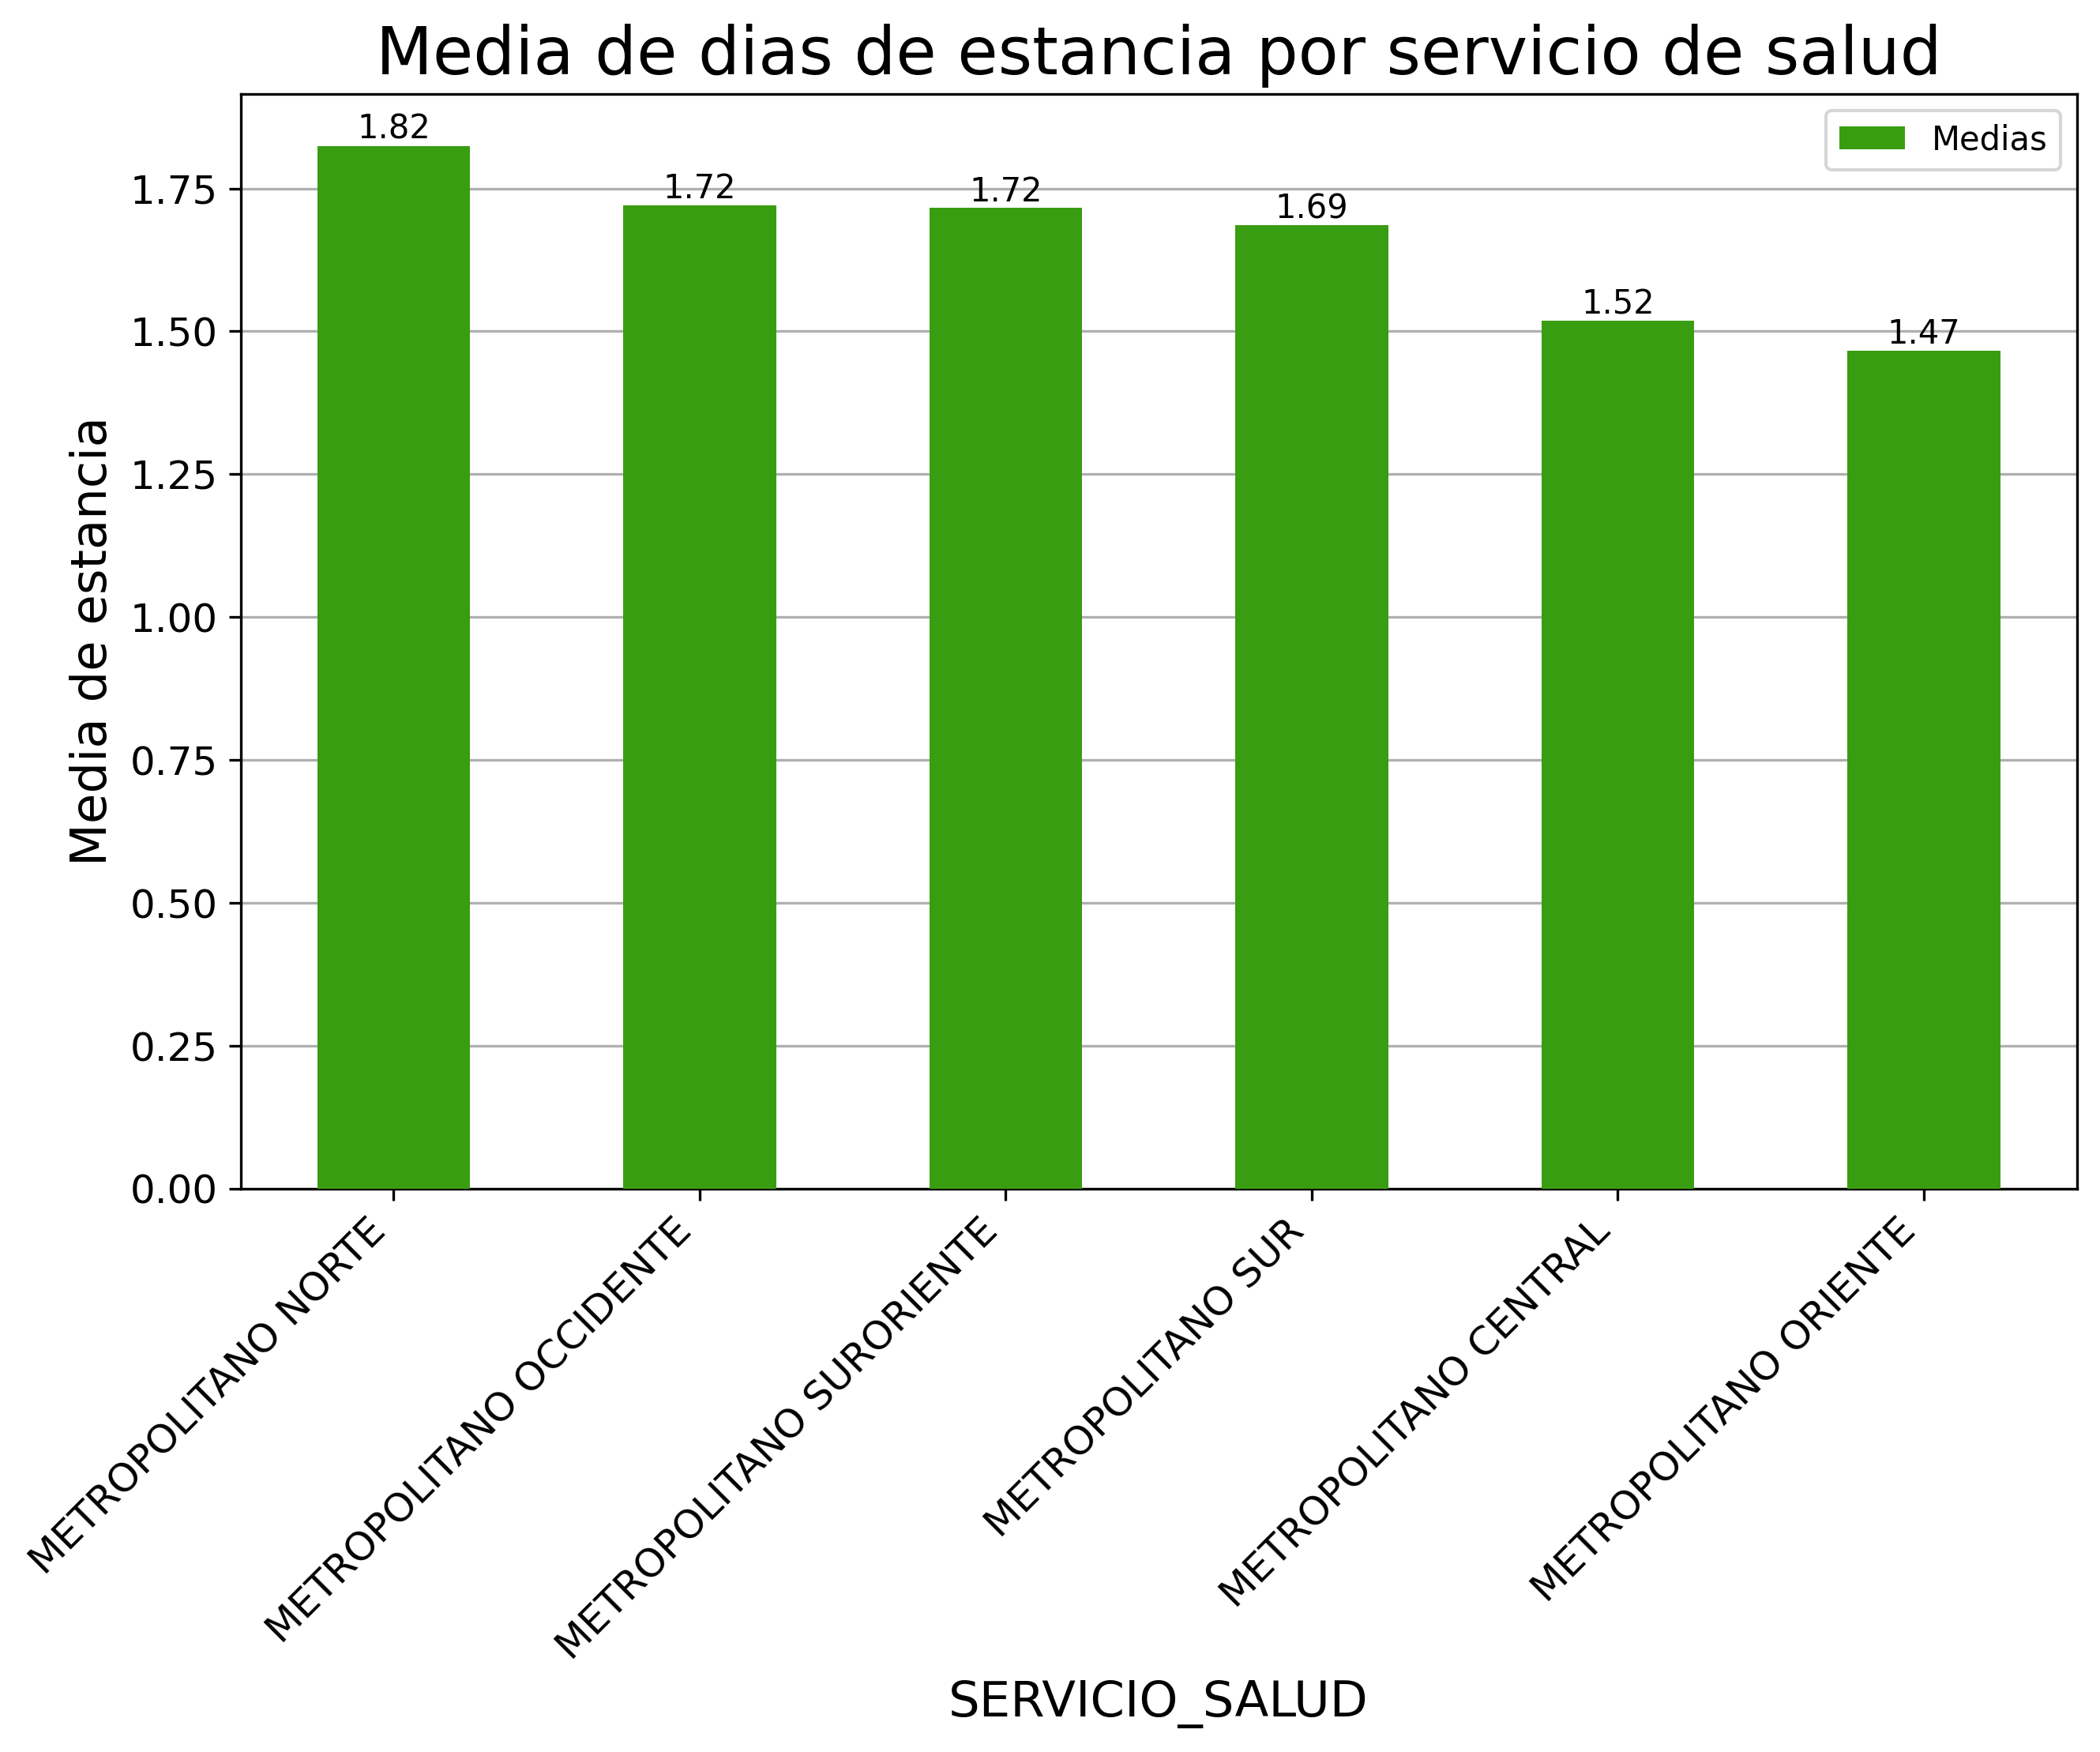 Media de dias de estancia por servicio de salud
Medias
1.82
1.72
1.72
1.69
1.52
1.47
Media de estancia
1.75
1.50
1.25
1.00
0.75
0.50
0.25
0.00
METROPOLITANO NORTE
METROPOLITANO OCCIDENTE
METROPOLITANO SURORIENTE
METROPOLITANO SUR
METROPOLITANO CENTRAL
METROPOLITANO ORIENTE
SERVICIO_SALUD